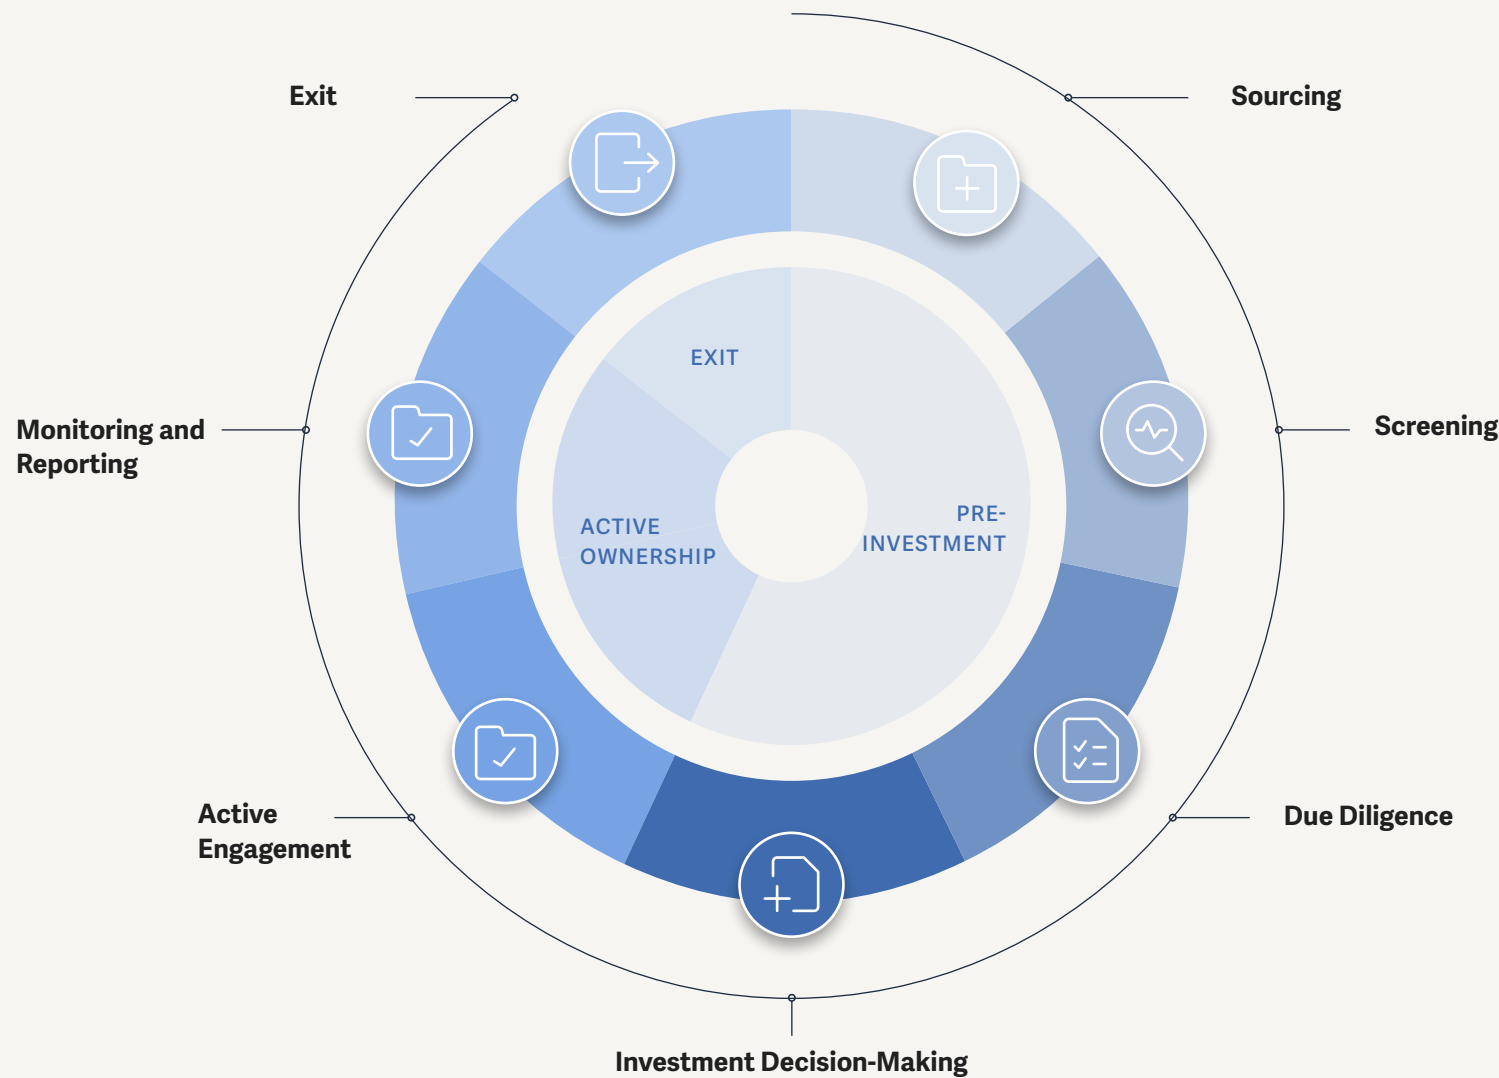 Exit
Sourcing
EXIT
Monitoring and
Reporting
Screening
ACTIVE
OWNERSHIP
PRE-
INVESTMENT
Active
Engagement
Due Diligence
Investment Decision-Making